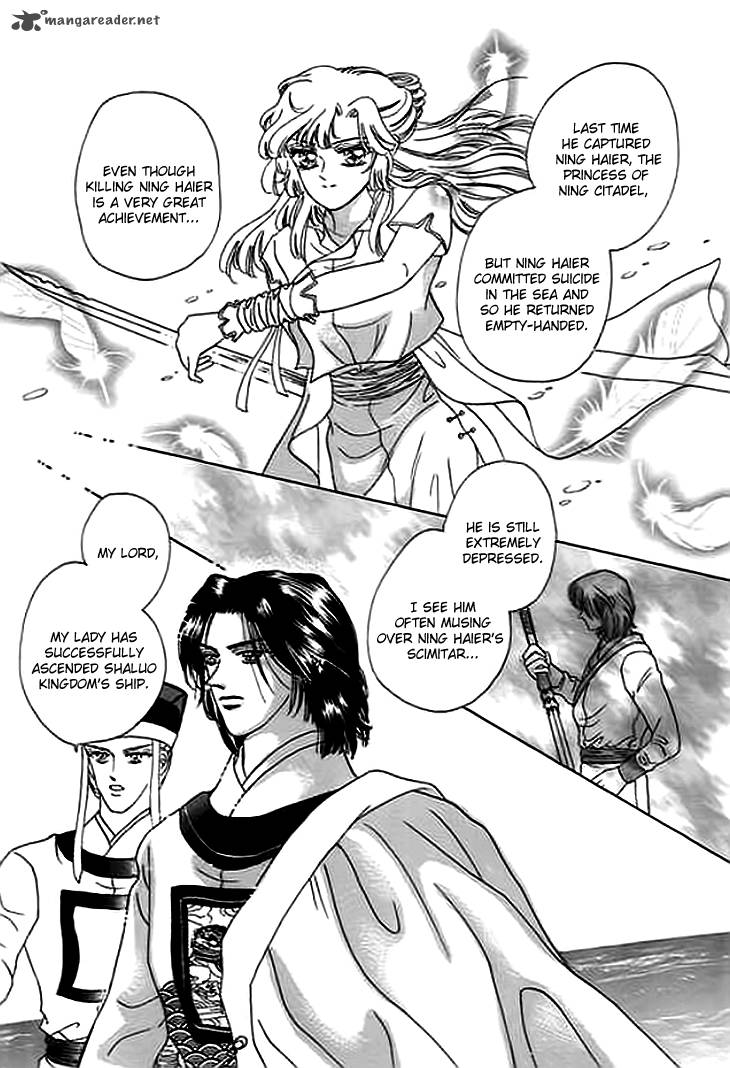 mangareader.net
LAST TIME
HE CAPTURED
NING HAIER, THE
PRINCESS OF
NING CITADEL,
BUT NING HAIER
COMMITTED SUICIDE
IN THE SEA AND
SO HE RETURNED
EMPTY-HANDED.
EVEN THOUGH
KILLING NING HAIER
IS A VERY GREAT
ACHIEVEMENT...
HE IS STILL
EXTREMELY
DEPRESSED.
I SEE HIM
OFTEN MUSING
OVER NING HAIER'S
SCIMITAR...
MY LORD,
MY LADY HAS
SUCCESSFULLY
ASCENDED SHALUO
KINGDOM'S SHIP.